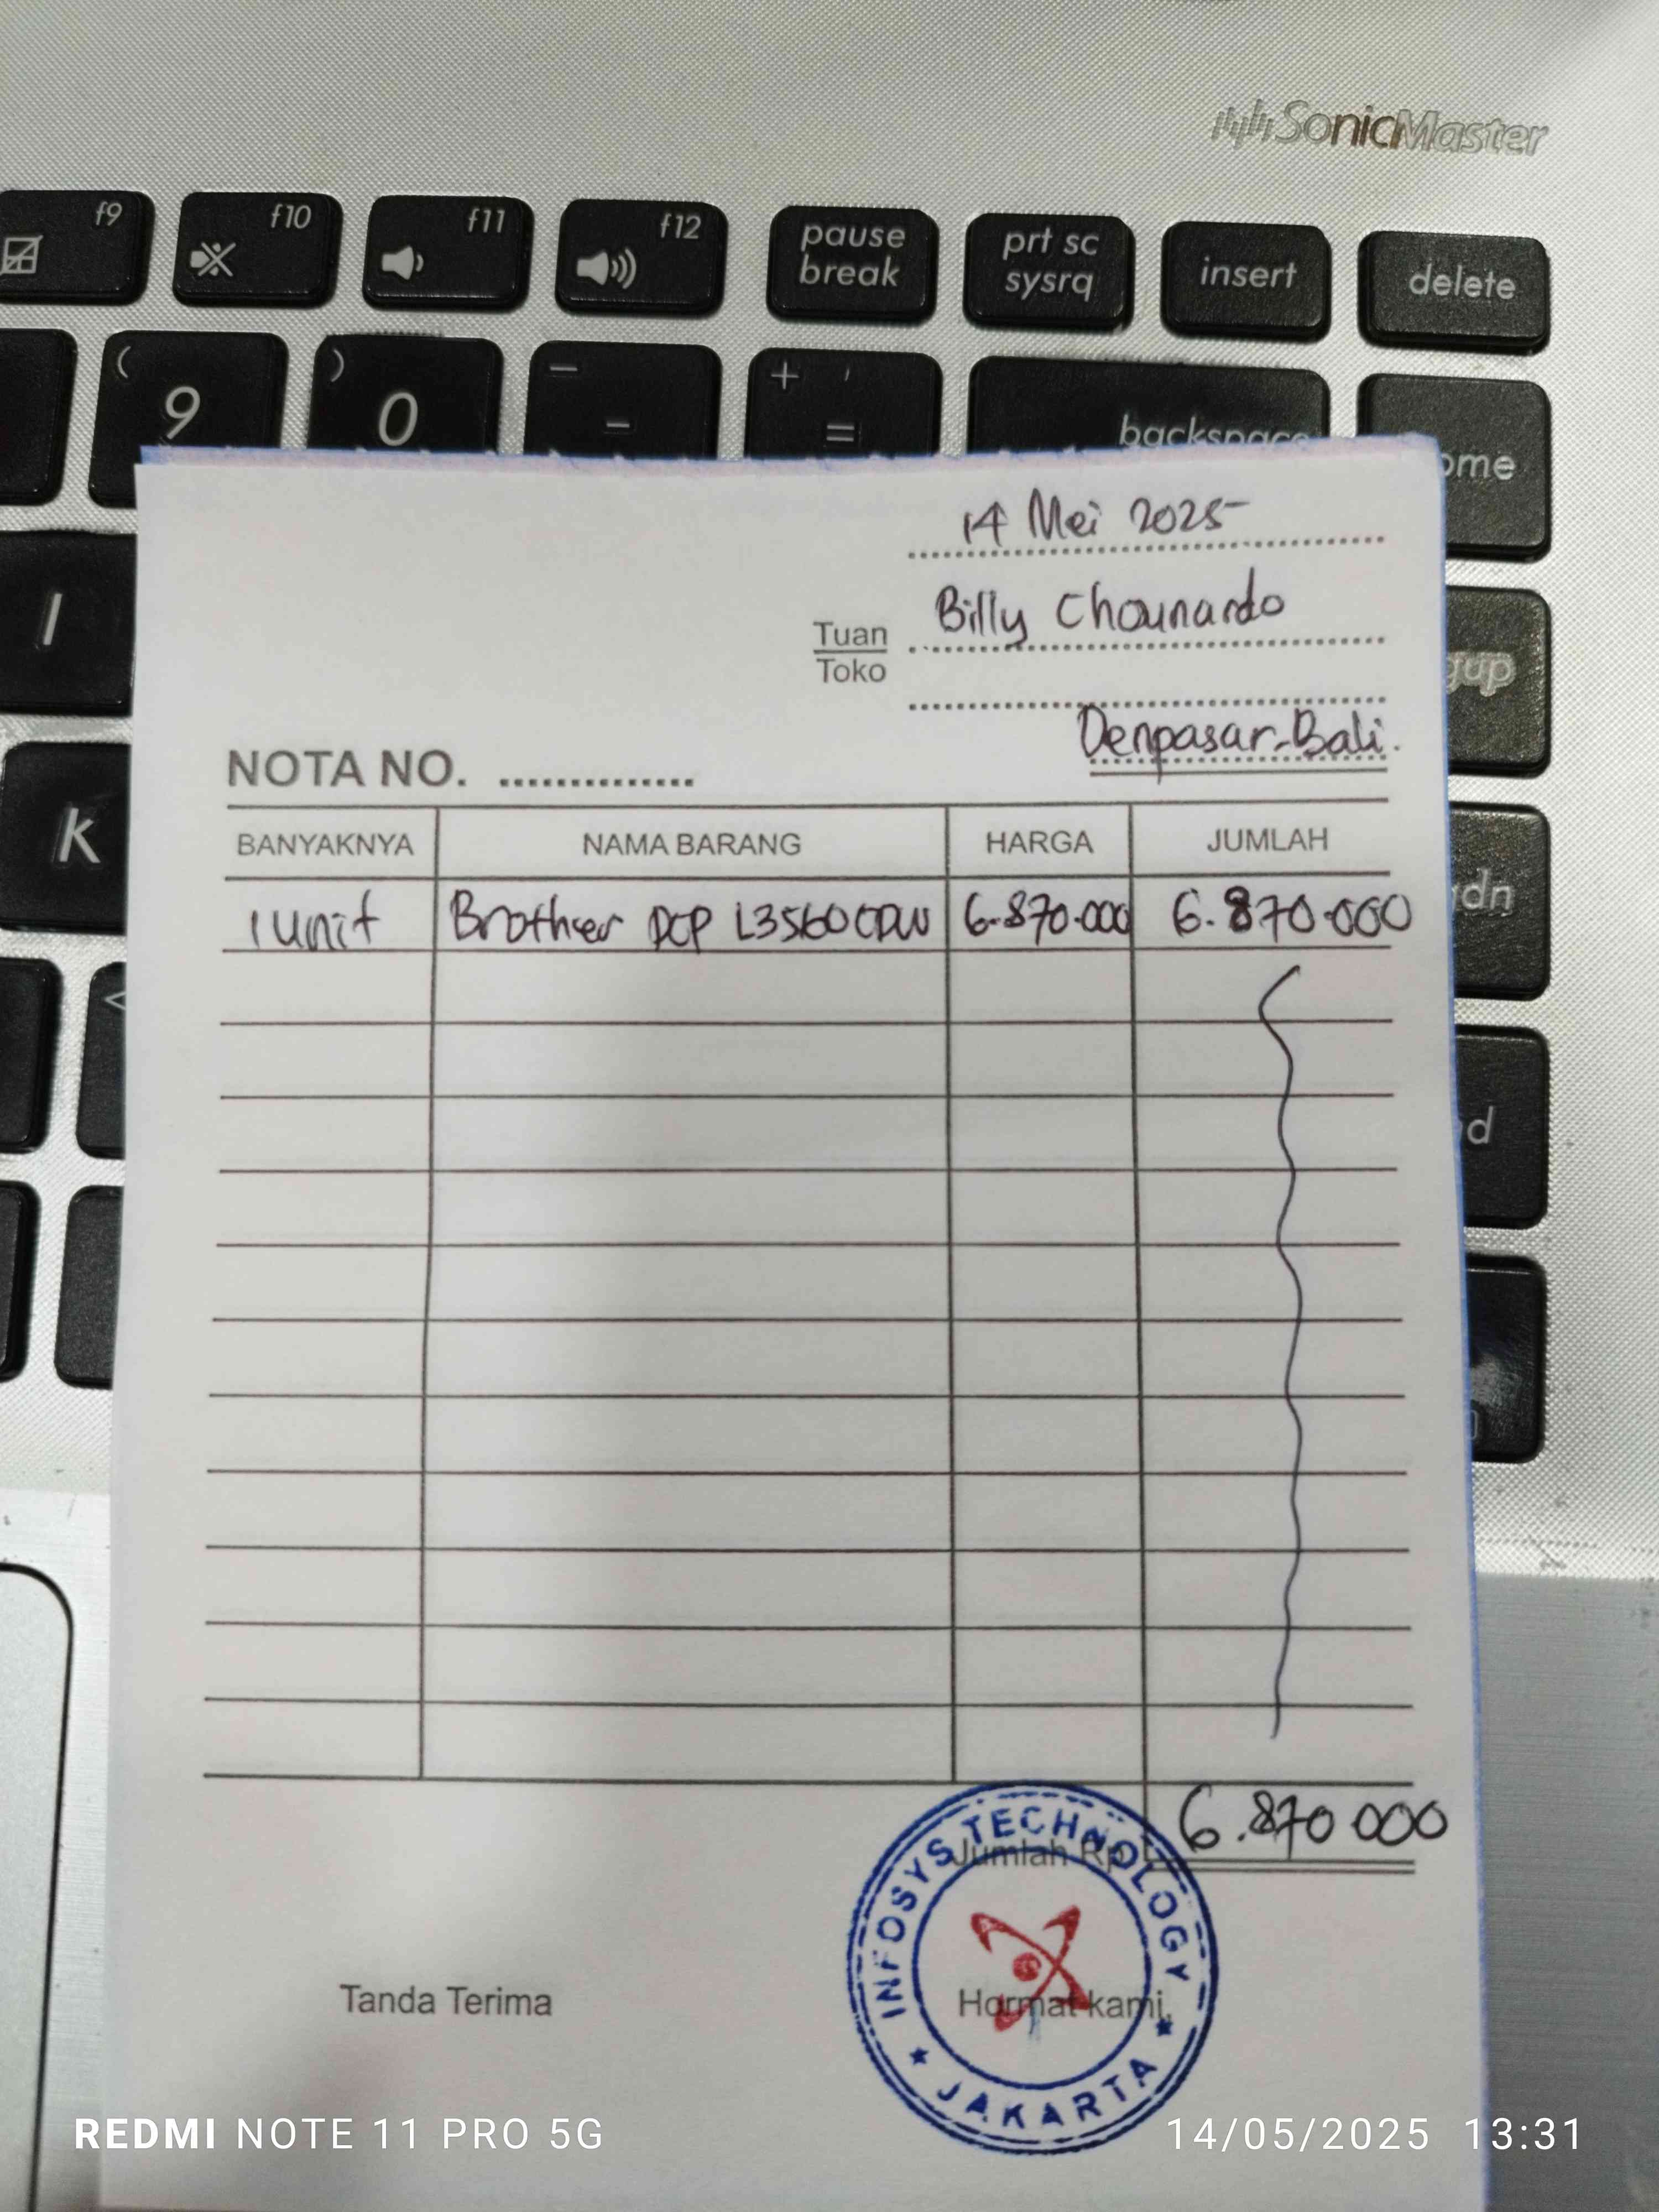 SonicMaster
f9 f10 f11 f12 pause break prt sc sysrq insert delete
( 9 ) 0 - - + = backspace
14 Mei 2025
Billy Chounardo
Tuan
Toko
Denpasar-Bali.
NOTA NO. ..............
BANYAKNYA NAMA BARANG HARGA JUMLAH
1 unit Brother DCP L3560CDW 6.870.000 6.870.000
Jumlah Rp. 6.870.000
INFOSYS TECHNOLOGY
JAKARTA
Tanda Terima Hormat kami,
K
REDMI NOTE 11 PRO 5G 14/05/2025 13:31